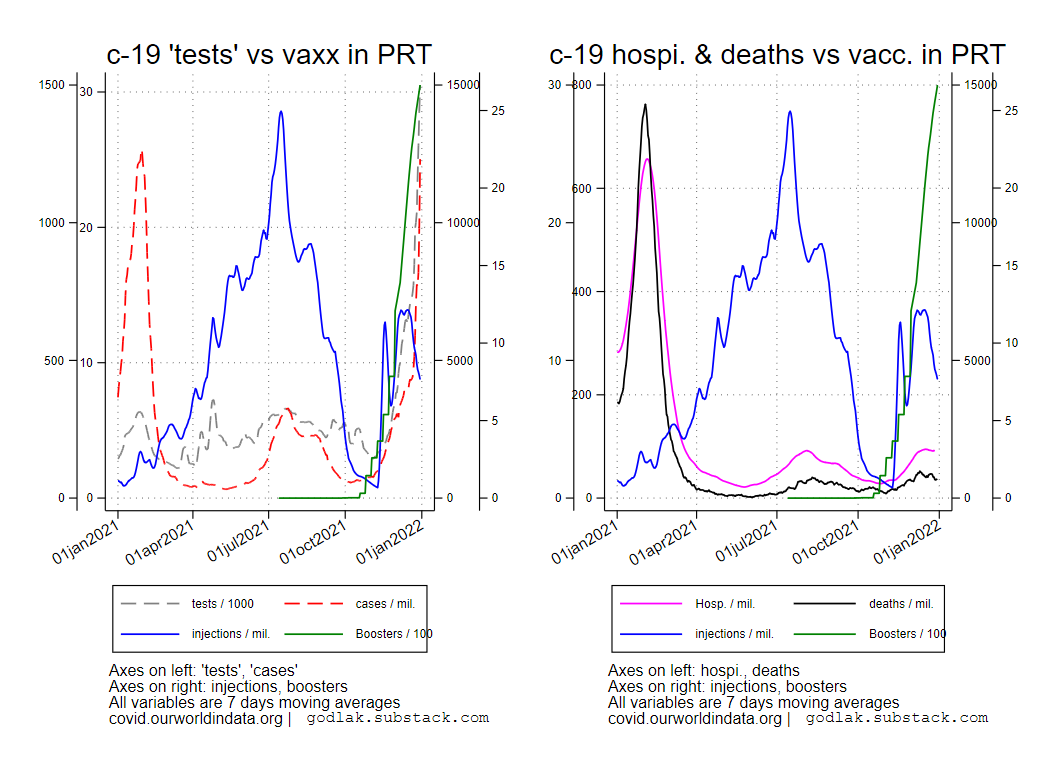 c-19 'tests' vs vaxx in PRT
1500
1000
500
0
30
20
10
0
15000
10000
5000
0
25
20
15
10
5
0
01jan2021
01apr2021
01jul2021
01oct2021
01jan2022
tests / 1000
cases / mil.
injections / mil.
Boosters / 100
Axes on left: 'tests', 'cases'
Axes on right: injections, boosters
All variables are 7 days moving averages
covid.ourworldindata.org | godlak.substack.com
c-19 hospi. & deaths vs vacc. in PRT
30
20
10
0
800
600
400
200
0
15000
10000
5000
0
25
20
15
10
5
0
01jan2021
01apr2021
01jul2021
01oct2021
01jan2022
Hosp. / mil.
deaths / mil.
injections / mil.
Boosters / 100
Axes on left: hospi., deaths
Axes on right: injections, boosters
All variables are 7 days moving averages
covid.ourworldindata.org | godlak.substack.com